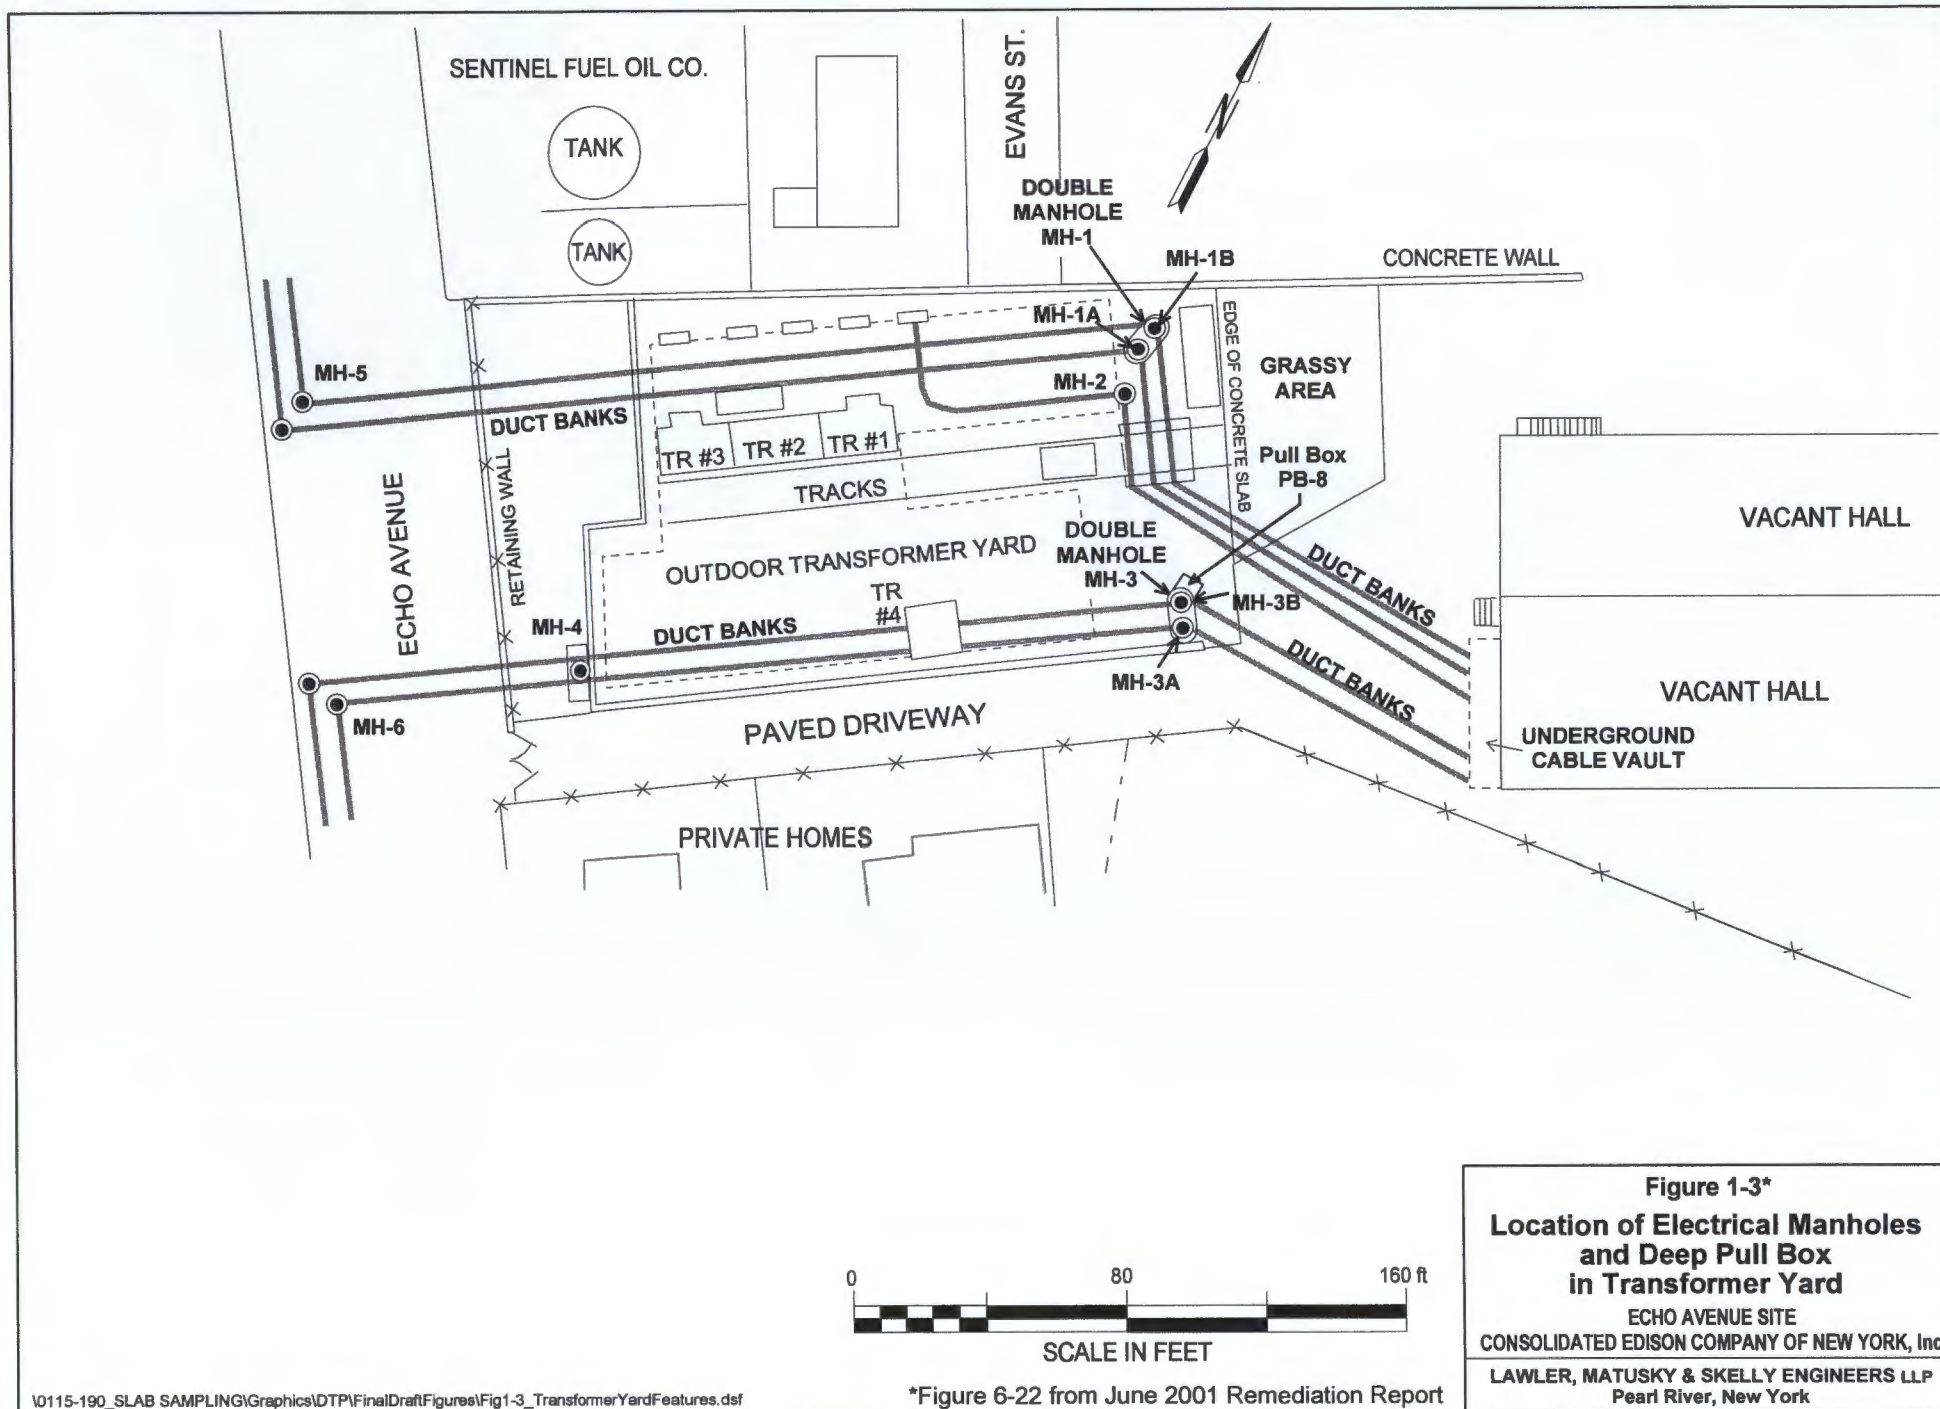 SENTINEL FUEL OIL CO.
TANK
TANK
EVANS ST.
N
DOUBLE
MANHOLE
MH-1
MH-1B
CONCRETE WALL
MH-1A
MH-5
MH-2
EDGE OF CONCRETE SLAB
GRASSY
AREA
DUCT BANKS
TR #3
TR #2
TR #1
TRACKS
Pull Box
PB-8
ECHO AVENUE
RETAINING WALL
VACANT HALL
OUTDOOR TRANSFORMER YARD
DOUBLE
MANHOLE
MH-3
DUCT BANKS
TR
#4
MH-3B
MH-4
DUCT BANKS
DUCT BANKS
MH-3A
VACANT HALL
MH-6
PAVED DRIVEWAY
UNDERGROUND
CABLE VAULT
PRIVATE HOMES
0
80
160 ft
SCALE IN FEET
Figure 1-3*
Location of Electrical Manholes
and Deep Pull Box
in Transformer Yard
ECHO AVENUE SITE
CONSOLIDATED EDISON COMPANY OF NEW YORK, Inc
LAWLER, MATUSKY & SKELLY ENGINEERS LLP
Pearl River, New York
\0115-190_SLAB SAMPLING\Graphics\DTP\FinalDraftFigures\Fig1-3_TransformerYardFeatures.dsf
*Figure 6-22 from June 2001 Remediation Report